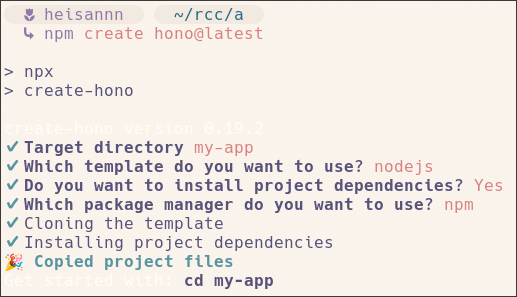 heisannn ~/rcc/a
npm create hono@latest
> npx
> create-hono
create-hono version 0.19.2
✔ Target directory my-app
✔ Which template do you want to use? nodejs
✔ Do you want to install project dependencies? Yes
✔ Which package manager do you want to use? npm
✔ Cloning the template
✔ Installing project dependencies
🎉 Copied project files
Get started with: cd my-app